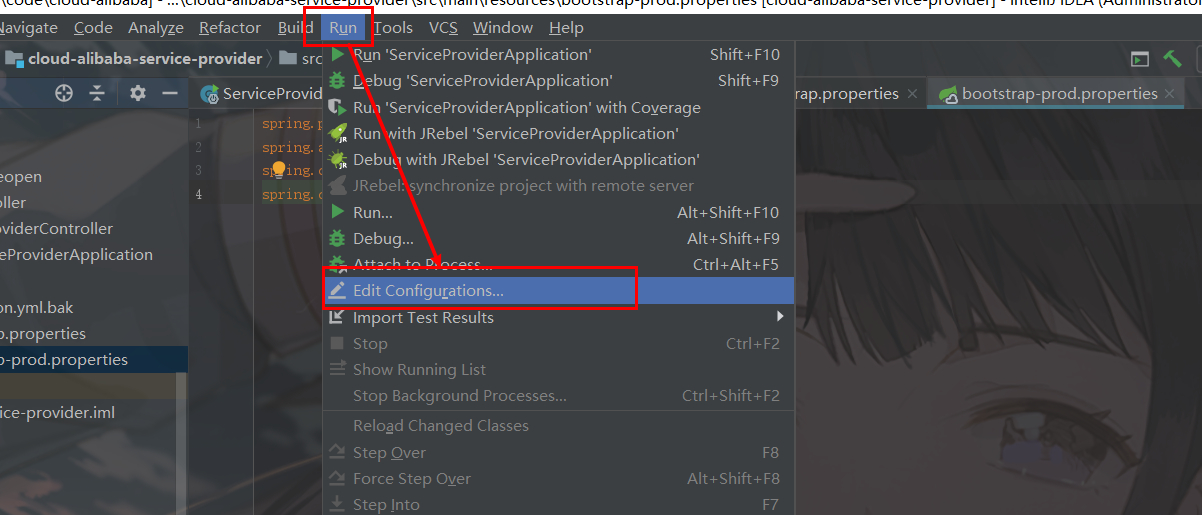 \code\cloud-alibaba] - ...\cloud-alibaba-service-provider\src\main\resources\bootstrap-prod.properties [cloud-alibaba-service-provider] - IntelliJ IDEA (Administrator
Navigate Code Analyze Refactor Build Run Tools VCS Window Help
cloud-alibaba-service-provider src
ServiceProvid
rap.properties
bootstrap-prod.properties
1 spring.p
2 spring.a
3 spring.c
4 spring.c
eopen
ller
oviderController
eProviderApplication
on.yml.bak
p.properties
p-prod.properties
ice-provider.iml
Run 'ServiceProviderApplication' Shift+F10
Debug 'ServiceProviderApplication' Shift+F9
Run 'ServiceProviderApplication' with Coverage
Run with JRebel 'ServiceProviderApplication'
Debug with JRebel 'ServiceProviderApplication'
JRebel: synchronize project with remote server
Run... Alt+Shift+F10
Debug... Alt+Shift+F9
Attach to Process... Ctrl+Alt+F5
Edit Configurations...
Import Test Results
Stop Ctrl+F2
Show Running List
Stop Background Processes... Ctrl+Shift+F2
Reload Changed Classes
Step Over F8
Force Step Over Alt+Shift+F8
Step Into F7